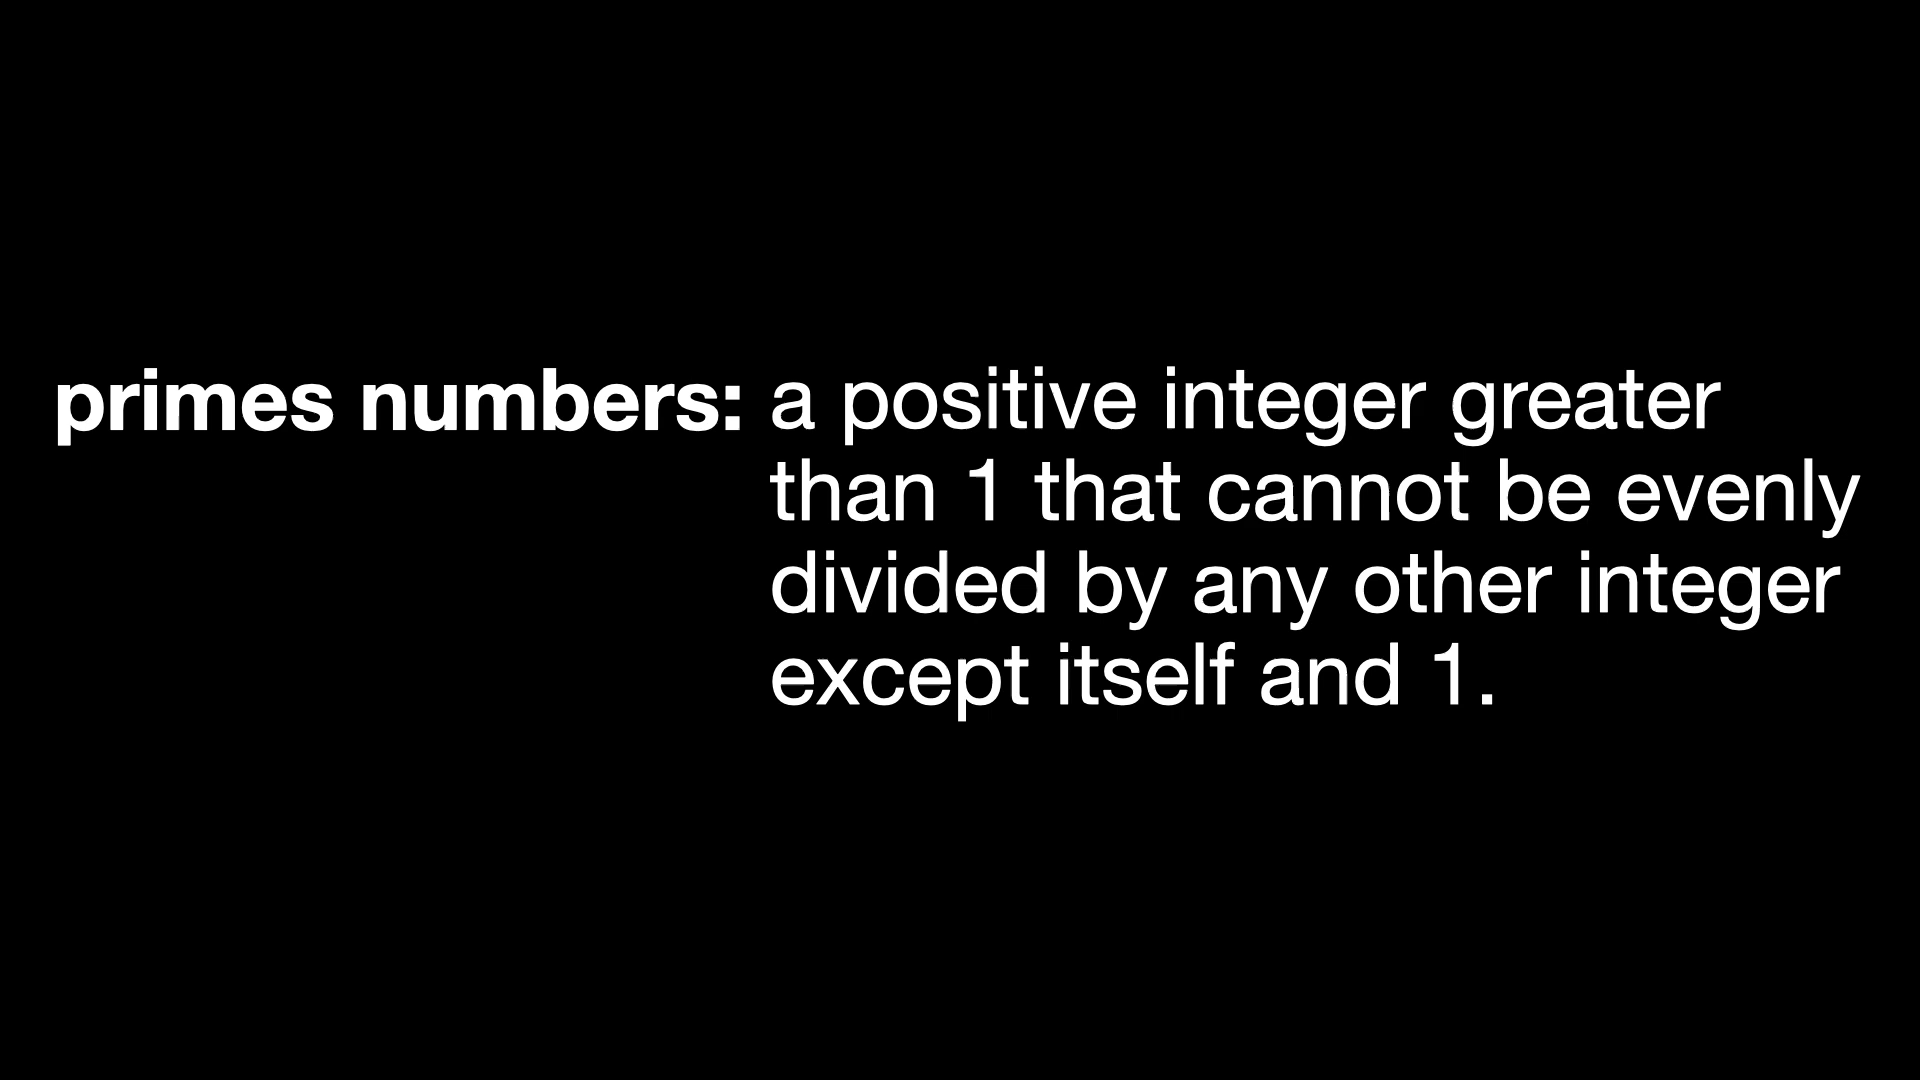 primes numbers: a positive integer greater
than 1 that cannot be evenly
divided by any other integer
except itself and 1.